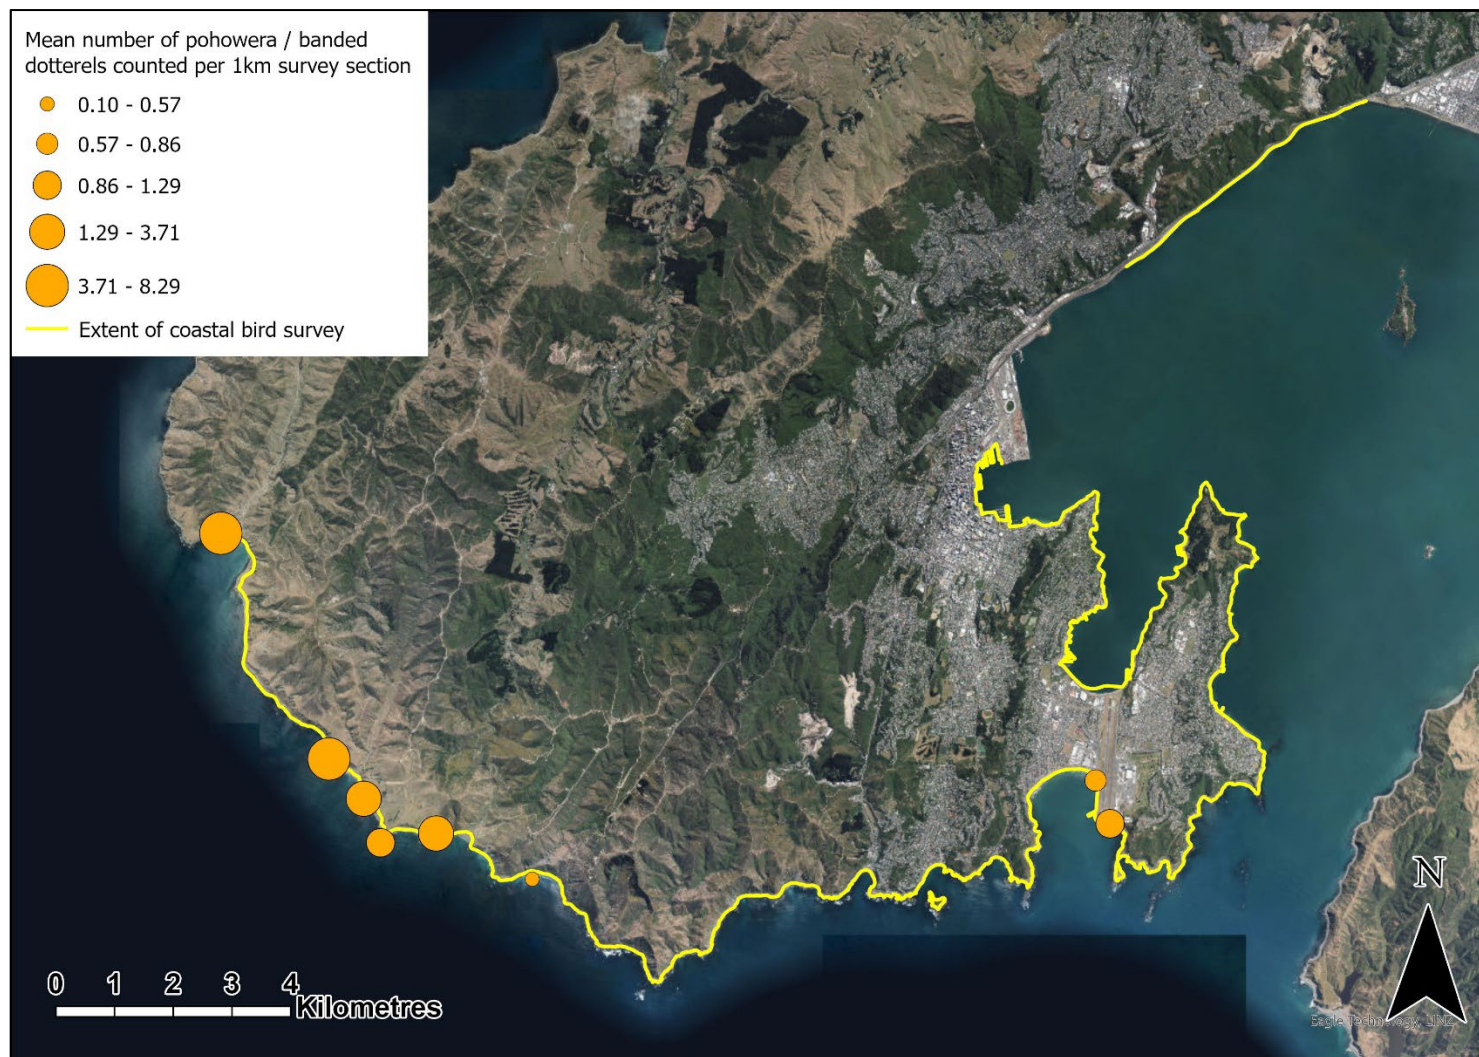 Mean number of pohowera / banded
dotterels counted per 1km survey section
0.10 - 0.57
0.57 - 0.86
0.86 - 1.29
1.29 - 3.71
3.71 - 8.29
Extent of coastal bird survey
N
0 1 2 3 4
Kilometres
Eagle Technology, LINZ